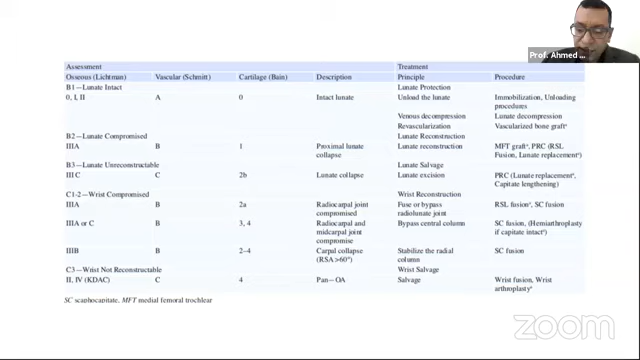 Prof. Ahmed ...
Assessment Treatment
Osseous (Lichtman) Vascular (Schmitt) Cartilage (Bain) Description Principle Procedure
B1—Lunate Intact Lunate Protection
0, I, II A 0 Intact lunate Unload the lunate Immobilization, Unloading
procedures
Venous decompression Lunate decompression
Revascularization Vascularized bone graftᵃ
B2—Lunate Compromised Lunate Reconstruction
IIIA B 1 Proximal lunate Lunate reconstruction MFT graftᵃ, PRC (RSL
collapse Fusion, Lunate replacementᵃ)
B3—Lunate Unreconstructable Lunate Salvage
III C C 2b Lunate collapse Lunate excision PRC (Lunate replacementᵃ,
Capitate lengthening)
C1-2—Wrist Compromised Wrist Reconstruction
IIIA B 2a Radiocarpal joint Fuse or bypass RSL fusionᵃ, SC fusion
compromised radiolunate joint
IIIA or C B 3, 4 Radiocarpal and Bypass central column SC fusion, (Hemiarthroplasty
midcarpal joint if capitate intactᵃ)
compromise
IIIB B 2–4 Carpal collapse Stabilize the radial SC fusion
(RSA>60°) column
C3—Wrist Not Reconstructable Wrist Salvage
II, IV (KDAC) C 4 Pan—OA Salvage Wrist fusion, Wrist
arthroplastyᵃ
SC scaphocapitate, MFT medial femoral trochlear
zoom